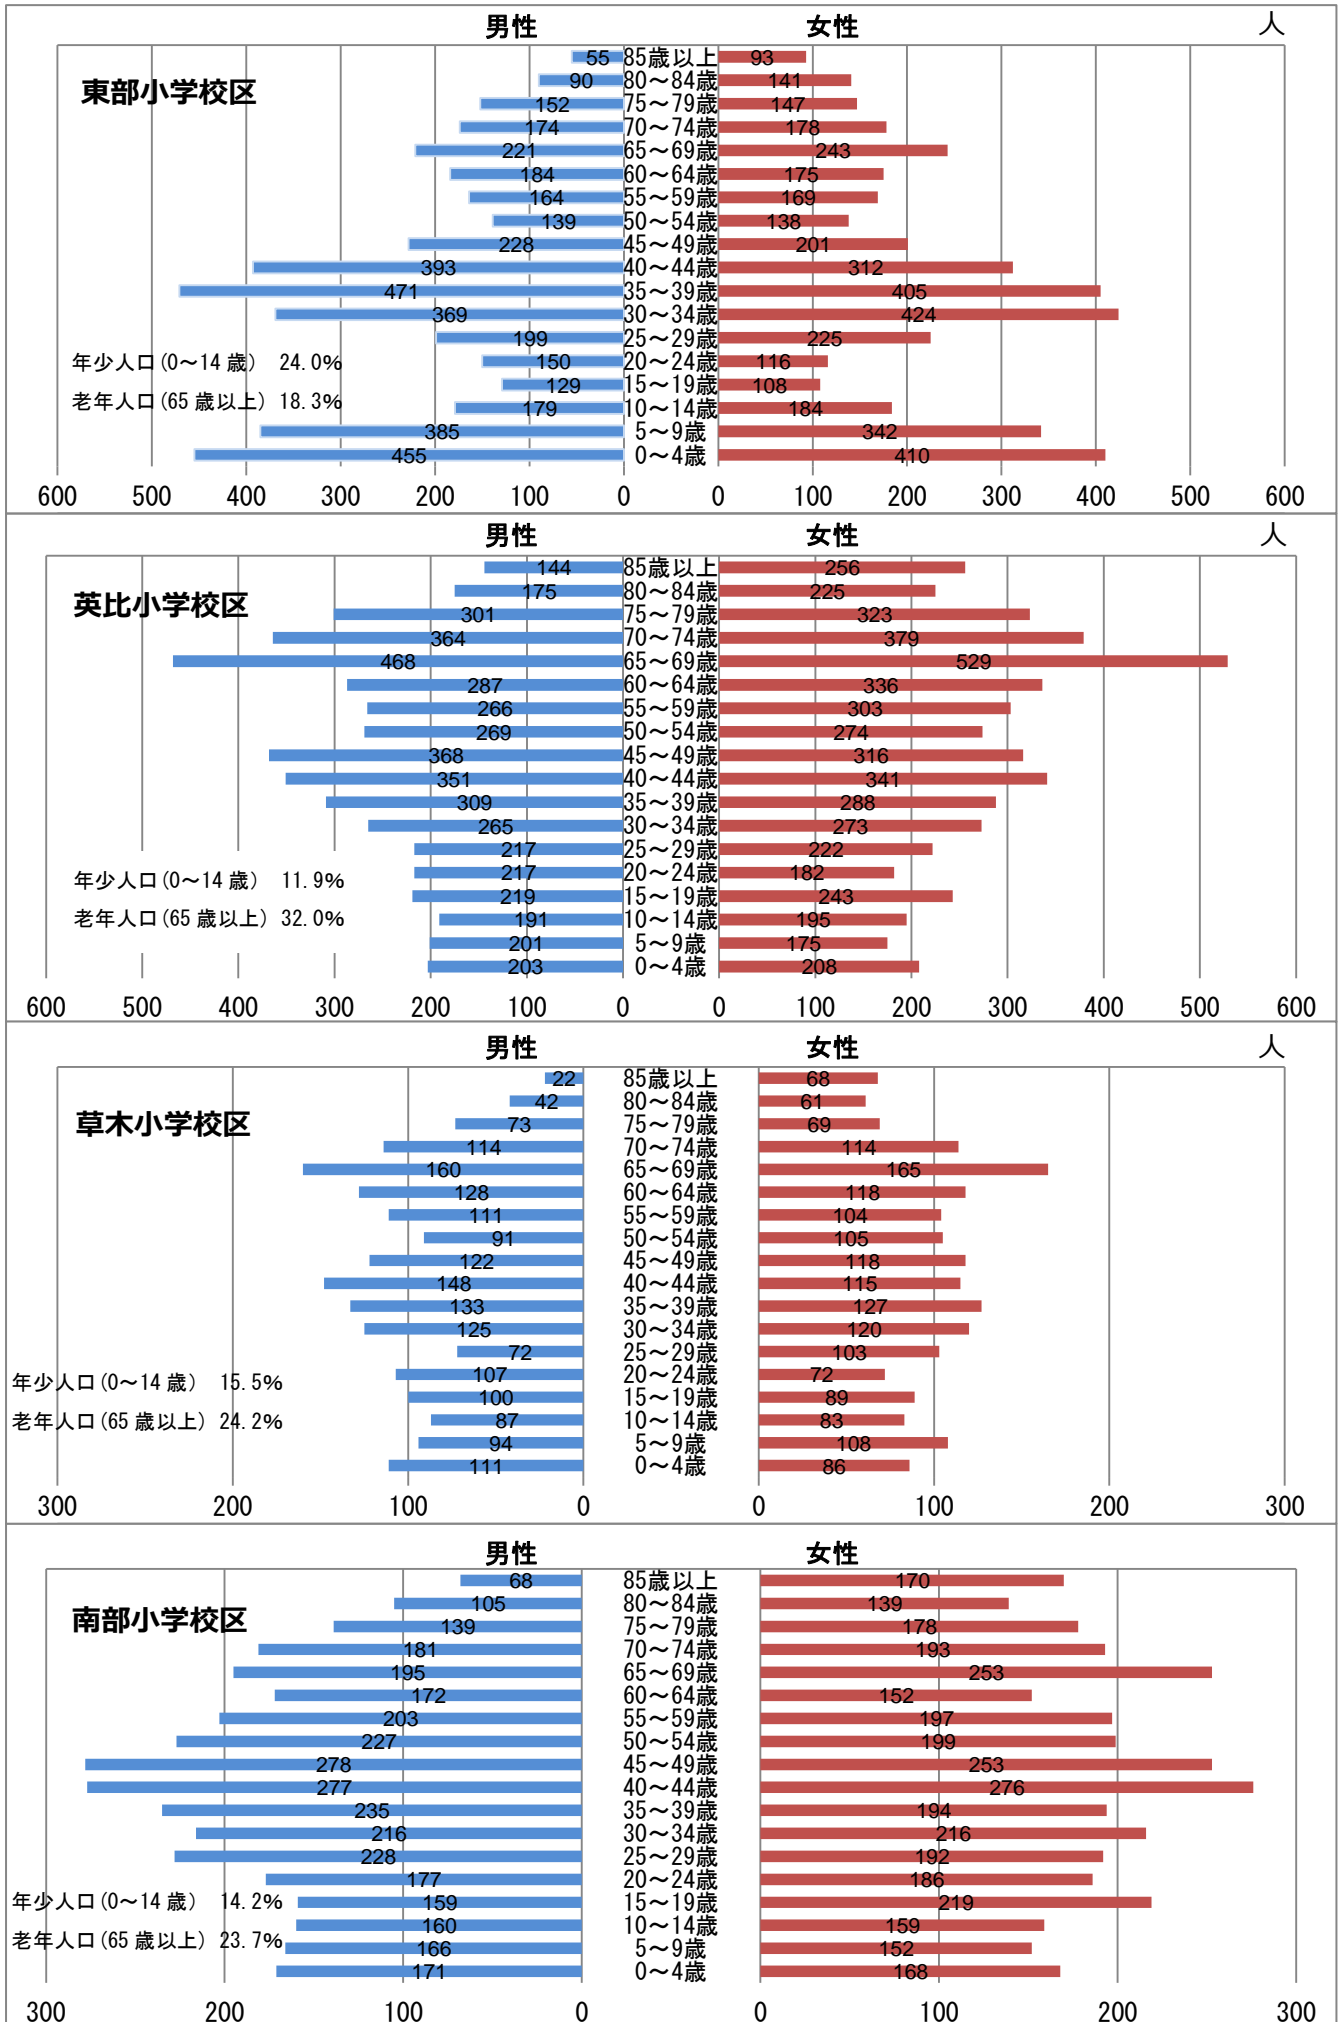 男性 女性 人
東部小学校区
55 85歳以上 93
90 80～84歳 141
152 75～79歳 147
174 70～74歳 178
221 65～69歳 243
184 60～64歳 175
164 55～59歳 169
139 50～54歳 138
228 45～49歳 201
393 40～44歳 312
471 35～39歳 405
369 30～34歳 424
199 25～29歳 225
年少人口(0～14歳) 24.0%
150 20～24歳 116
129 15～19歳 108
老年人口(65歳以上) 18.3%
179 10～14歳 184
385 5～9歳 342
455 0～4歳 410
600 500 400 300 200 100 0 0 100 200 300 400 500 600
男性 女性 人
英比小学校区
144 85歳以上 256
175 80～84歳 225
301 75～79歳 323
364 70～74歳 379
468 65～69歳 529
287 60～64歳 336
266 55～59歳 303
269 50～54歳 274
368 45～49歳 316
351 40～44歳 341
309 35～39歳 288
265 30～34歳 273
217 25～29歳 222
年少人口(0～14歳) 11.9%
217 20～24歳 182
219 15～19歳 243
老年人口(65歳以上) 32.0%
191 10～14歳 195
201 5～9歳 175
203 0～4歳 208
600 500 400 300 200 100 0 0 100 200 300 400 500 600
男性 女性 人
草木小学校区
22 85歳以上 68
42 80～84歳 61
73 75～79歳 69
114 70～74歳 114
160 65～69歳 165
128 60～64歳 118
111 55～59歳 104
91 50～54歳 105
122 45～49歳 118
148 40～44歳 115
133 35～39歳 127
125 30～34歳 120
72 25～29歳 103
107 20～24歳 72
年少人口(0～14歳) 15.5%
100 15～19歳 89
老年人口(65歳以上) 24.2%
87 10～14歳 83
94 5～9歳 108
111 0～4歳 86
300 200 100 0 0 100 200 300
男性 女性
南部小学校区
68 85歳以上 170
105 80～84歳 139
139 75～79歳 178
181 70～74歳 193
195 65～69歳 253
172 60～64歳 152
203 55～59歳 197
227 50～54歳 199
278 45～49歳 253
277 40～44歳 276
235 35～39歳 194
216 30～34歳 216
228 25～29歳 192
177 20～24歳 186
年少人口(0～14歳) 14.2%
159 15～19歳 219
160 10～14歳 159
老年人口(65歳以上) 23.7%
166 5～9歳 152
171 0～4歳 168
300 200 100 0 0 100 200 300